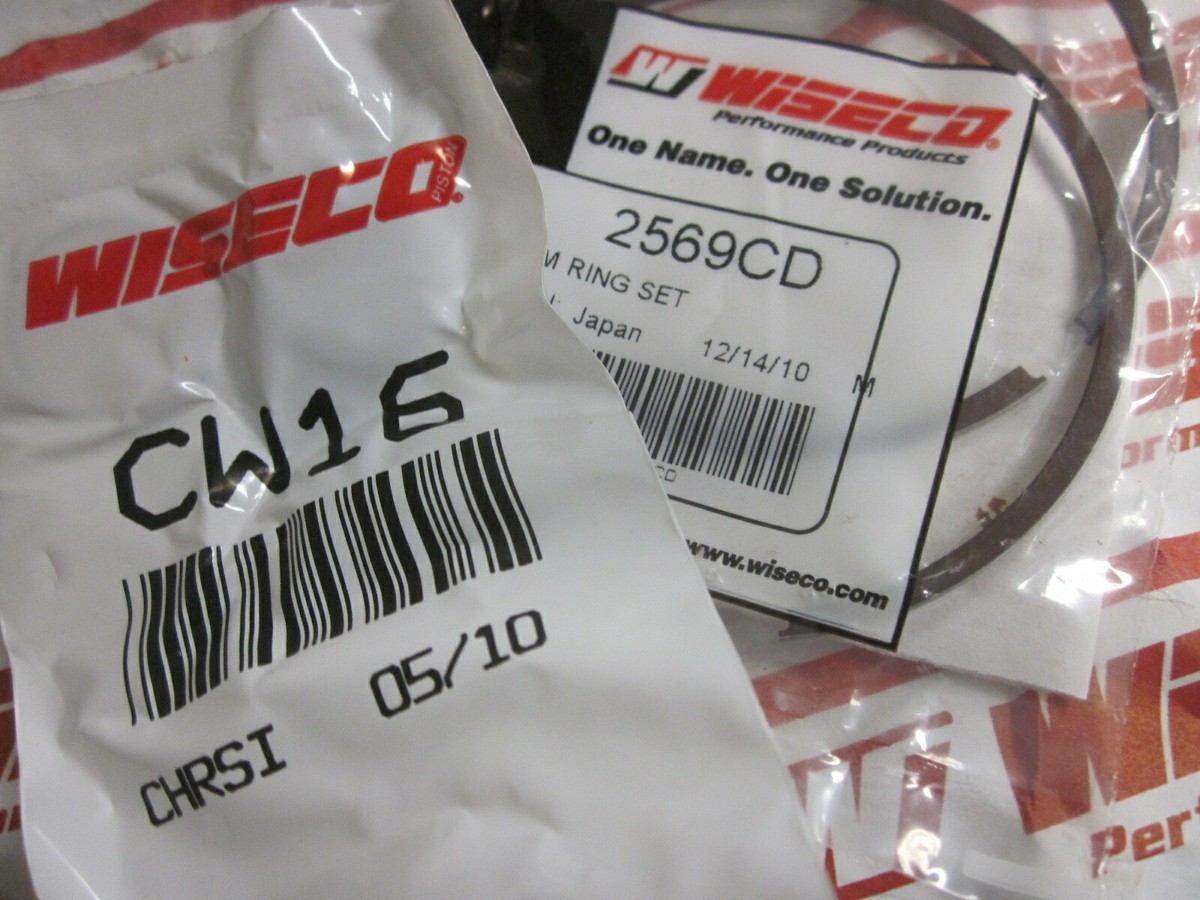 WISECO PISTON®
CW16
05/10
CHRSI
W WISECO®
Performance Products
One Name. One Solution.
2569CD
M RING SET
Japan
12/14/10
M
CD
www.wiseco.com
Perf